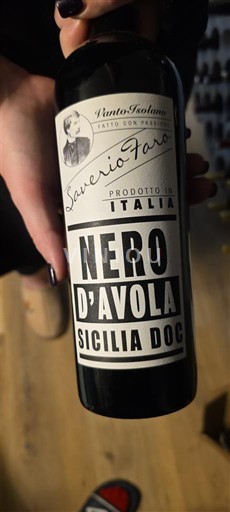 Vanto Isolano
FATTO CON PASSIONE
Saverio Faro
PRODOTTO IN
ITALIA
NERO
D'AVOLA
SICILIA DOC